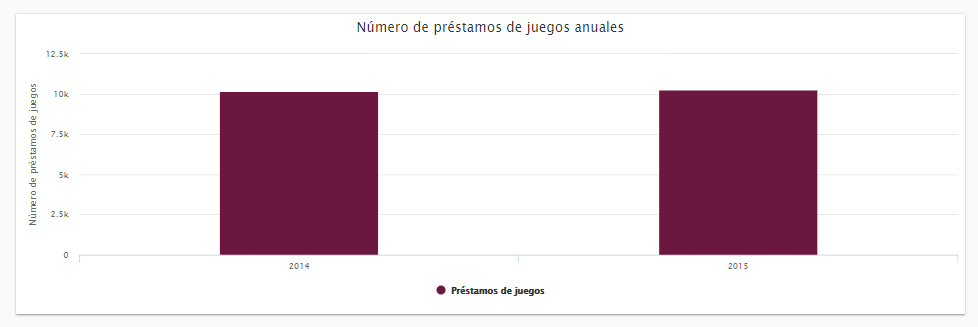 Número de préstamos de juegos anuales
Número de préstamos de juegos
12.5k
10k
7.5k
5k
2.5k
0
2014
2015
Préstamos de juegos